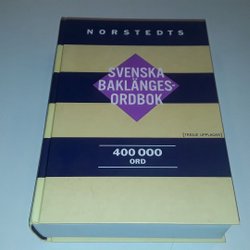 NORSTEDTS
SVENSKA
BAKLÄNGES-
ORDBOK
[TREDJE UPPLAGAN]
400 000
ORD